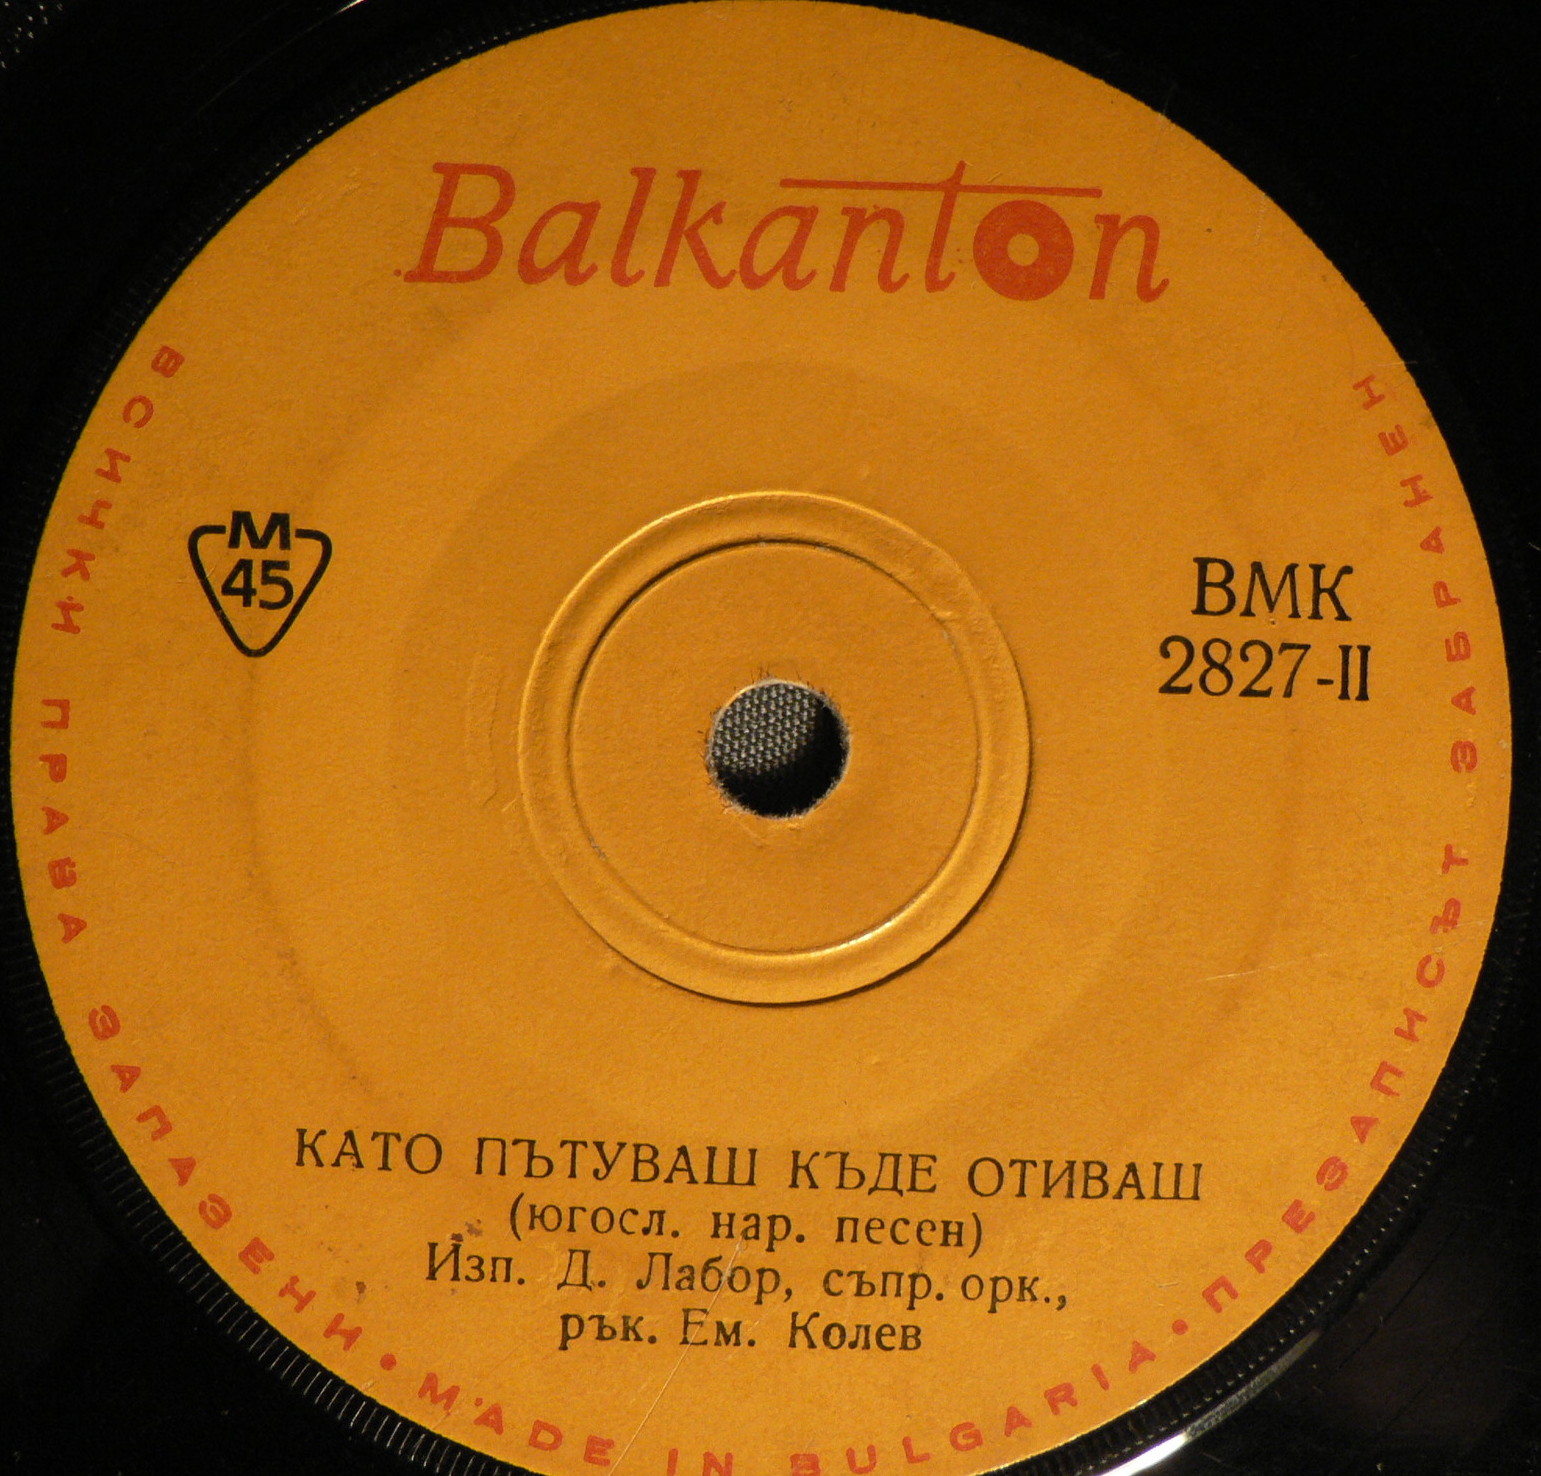 Balkanton
М
45
ВМК
2827-II
КАТО ПЪТУВАШ КЪДЕ ОТИВАШ
(югосл. нар. песен)
Изп. Д. Лабор, съпр. орк.,
рък. Ем. Колев
ВСИЧКИ ПРАВА ЗАПАЗЕНИ • MADE IN BULGARIA • ПРЕЗАПИСЪТ ЗАБРАНЕН